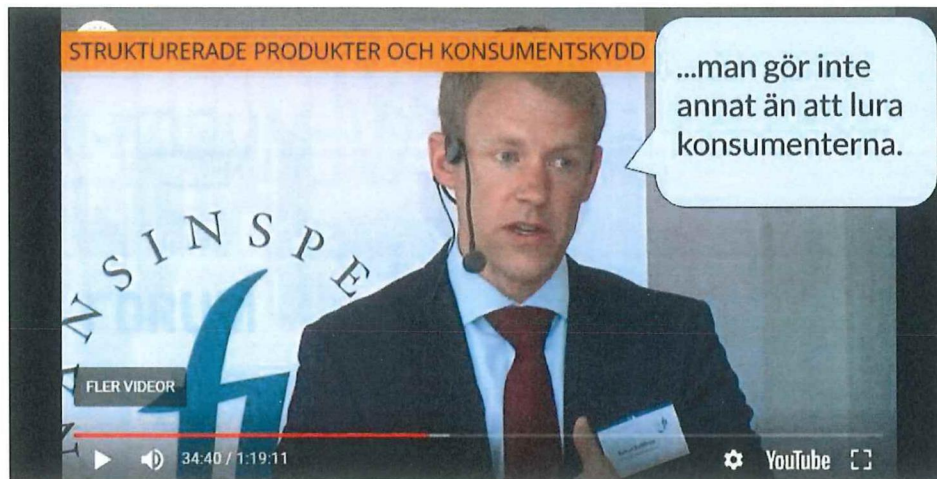 STRUKTURERADE PRODUKTER OCH KONSUMENTSKYDD
...man gör inte
annat än att lura
konsumenterna.
ANSINSPE
FLER VIDEOR
34:40 / 1:19:11
YouTube